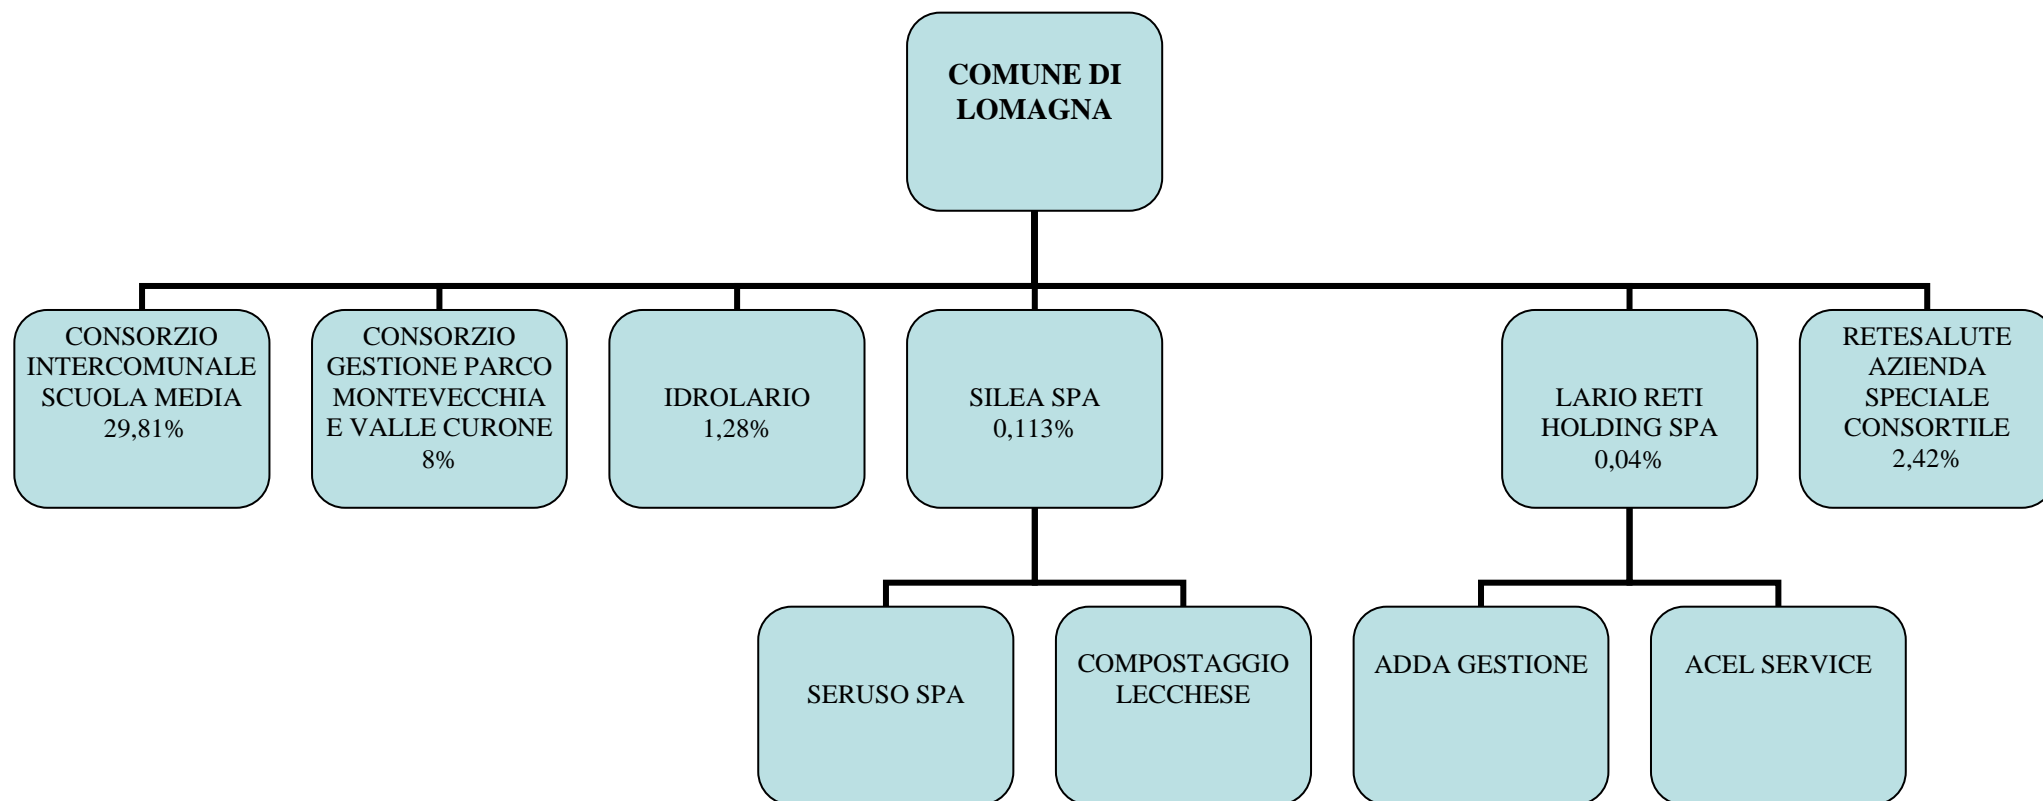 COMUNE DI
LOMAGNA
CONSORZIO
INTERCOMUNALE
SCUOLA MEDIA
29,81%
CONSORZIO
GESTIONE PARCO
MONTEVECCHIA
E VALLE CURONE
8%
IDROLARIO
1,28%
SILEA SPA
0,113%
LARIO RETI
HOLDING SPA
0,04%
RETESALUTE
AZIENDA
SPECIALE
CONSORTILE
2,42%
SERUSO SPA
COMPOSTAGGIO
LECCHESE
ADDA GESTIONE
ACEL SERVICE